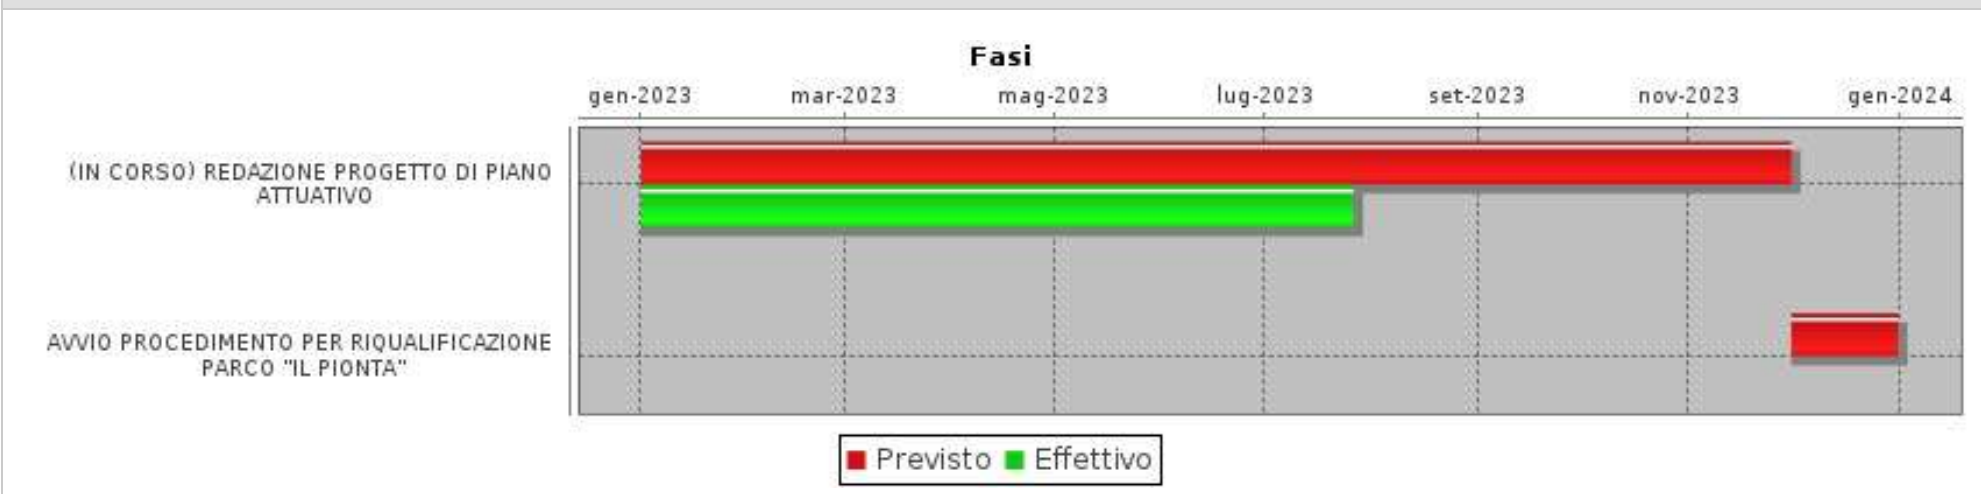 Fasi
gen-2023 mar-2023 mag-2023 lug-2023 set-2023 nov-2023 gen-2024
(IN CORSO) REDAZIONE PROGETTO DI PIANO
ATTUATIVO
AVVIO PROCEDIMENTO PER RIQUALIFICAZIONE
PARCO "IL PIONTA"
Previsto Effettivo